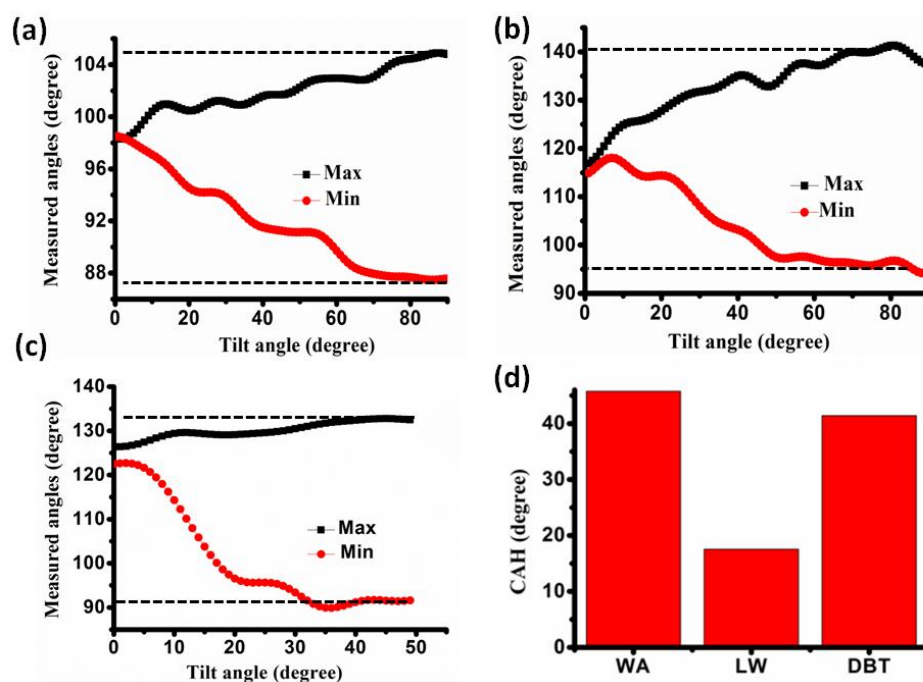 (a)
Measured angles (degree)
104
100
96
92
88
Max
Min
0 20 40 60 80
Tilt angle (degree)
(b)
Measured angles (degree)
140
130
120
110
100
90
Max
Min
0 20 40 60 80
Tilt angle (degree)
(c)
Measured angles (degree)
140
130
120
110
100
90
Max
Min
0 10 20 30 40 50
Tilt angle (degree)
(d)
CAH (degree)
40
30
20
10
0
WA LW DBT